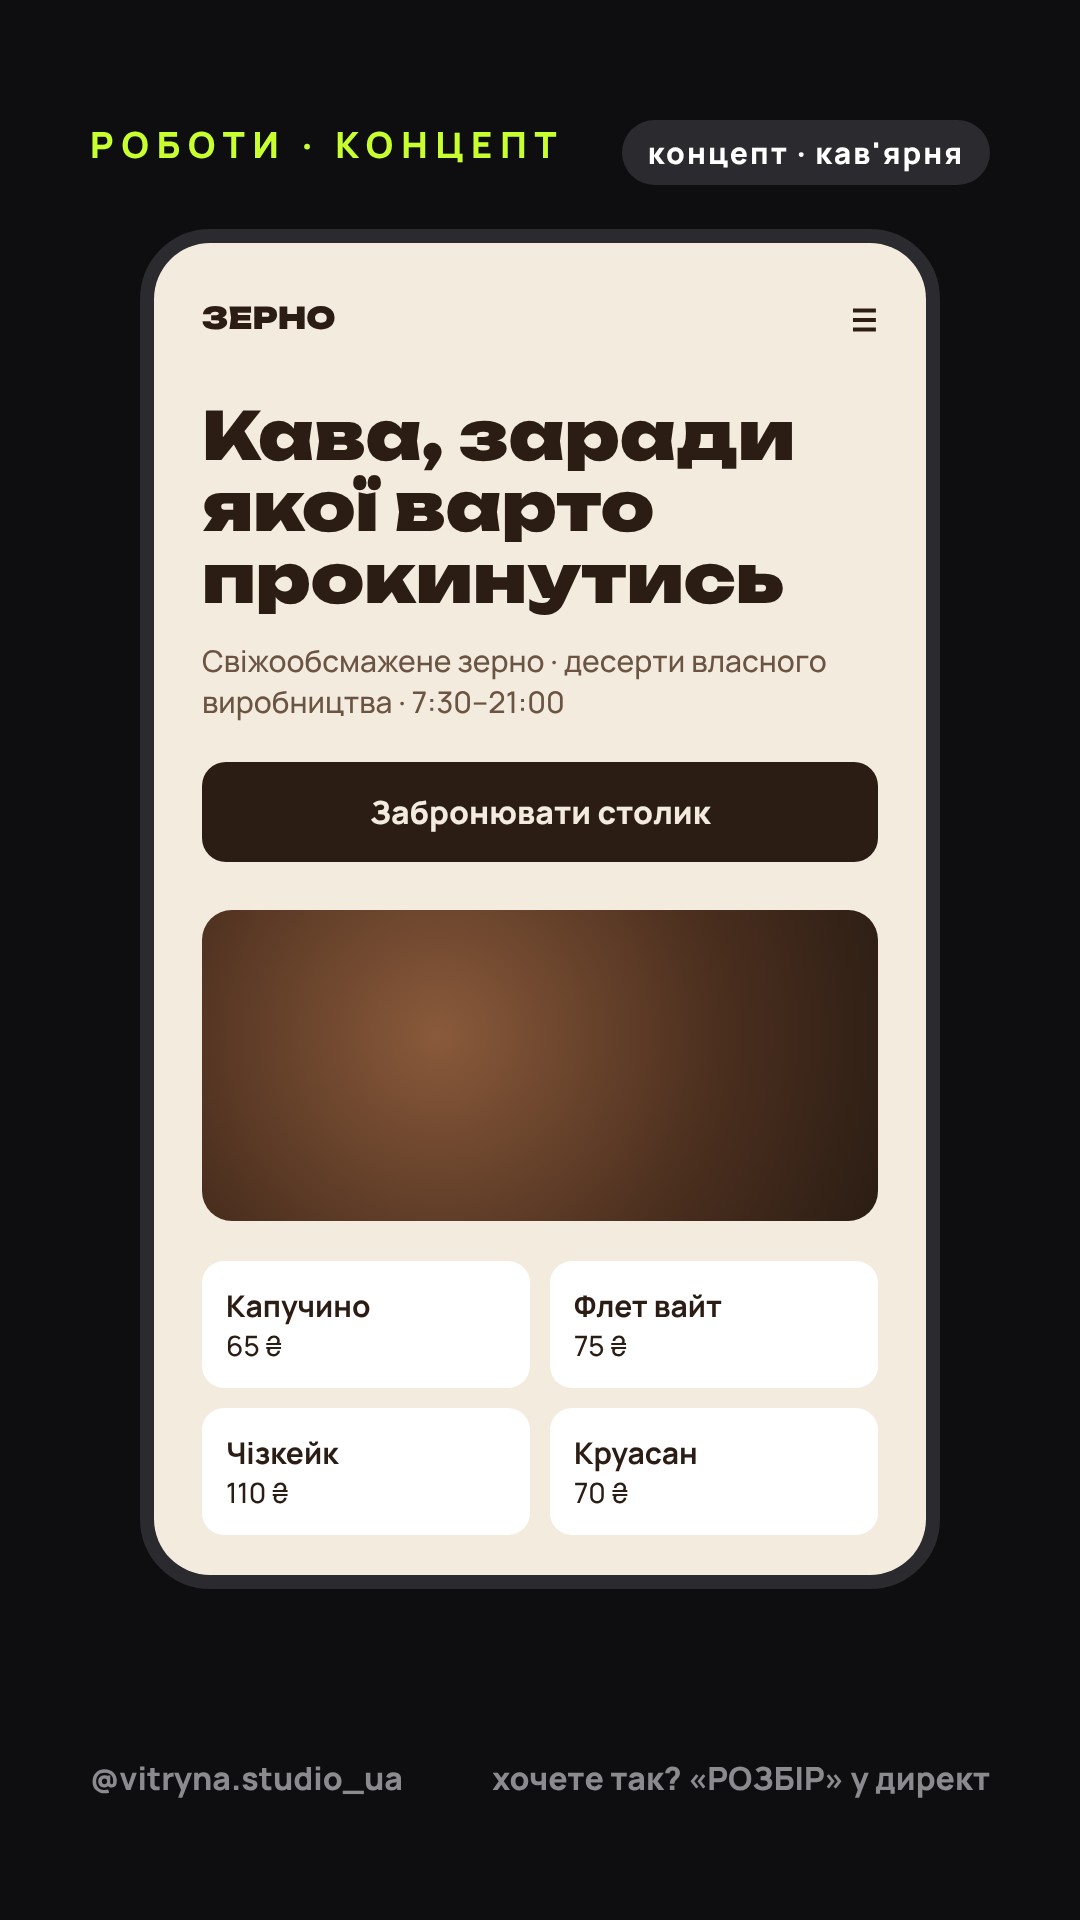 РОБОТИ · КОНЦЕПТ
концепт · кав'ярня
ЗЕРНО
Кава, заради
якої варто
прокинутись
Свіжообсмажене зерно · десерти власного
виробництва · 7:30–21:00
Забронювати столик
Капучино
65 ₴
Флет вайт
75 ₴
Чізкейк
110 ₴
Круасан
70 ₴
@vitryna.studio_ua
хочете так? «РОЗБІР» у директ